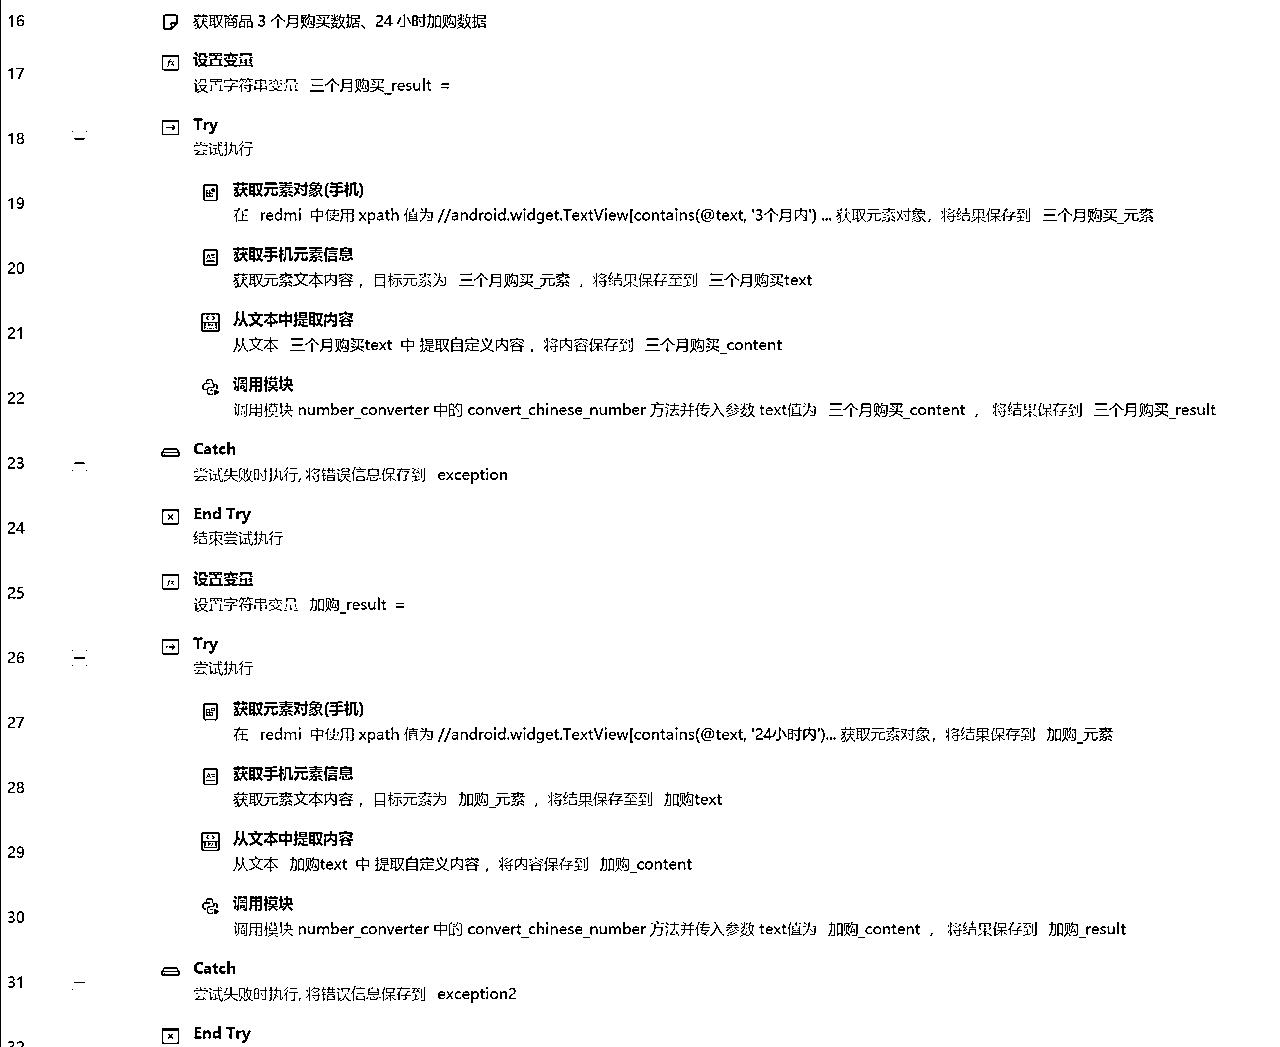 16 获取商品 3 个月购买数据、24 小时加购数据
设置变量
17
设置字符串变量 三个月购买_result =
Try
18
尝试执行
获取元素对象(手机)
19
在 redmi 中使用 xpath 值为 //android.widget.TextView[contains(@text, '3个月内') ... 获取元素对象，将结果保存到 三个月购买_元素
获取手机元素信息
20
获取元素文本内容，目标元素为 三个月购买_元素 ，将结果保存至到 三个月购买text
从文本中提取内容
21
从文本 三个月购买text 中 提取自定义内容，将内容保存到 三个月购买_content
调用模块
22
调用模块 number_converter 中的 convert_chinese_number 方法并传入参数 text值为 三个月购买_content ， 将结果保存到 三个月购买_result
Catch
23
尝试失败时执行, 将错误信息保存到 exception
End Try
24
结束尝试执行
设置变量
25
设置字符串变量 加购_result =
Try
26
尝试执行
获取元素对象(手机)
27
在 redmi 中使用 xpath 值为 //android.widget.TextView[contains(@text, '24小时内')... 获取元素对象，将结果保存到 加购_元素
获取手机元素信息
28
获取元素文本内容，目标元素为 加购_元素 ，将结果保存至到 加购text
从文本中提取内容
29
从文本 加购text 中 提取自定义内容，将内容保存到 加购_content
调用模块
30
调用模块 number_converter 中的 convert_chinese_number 方法并传入参数 text值为 加购_content ， 将结果保存到 加购_result
Catch
31
尝试失败时执行, 将错误信息保存到 exception2
End Try
32